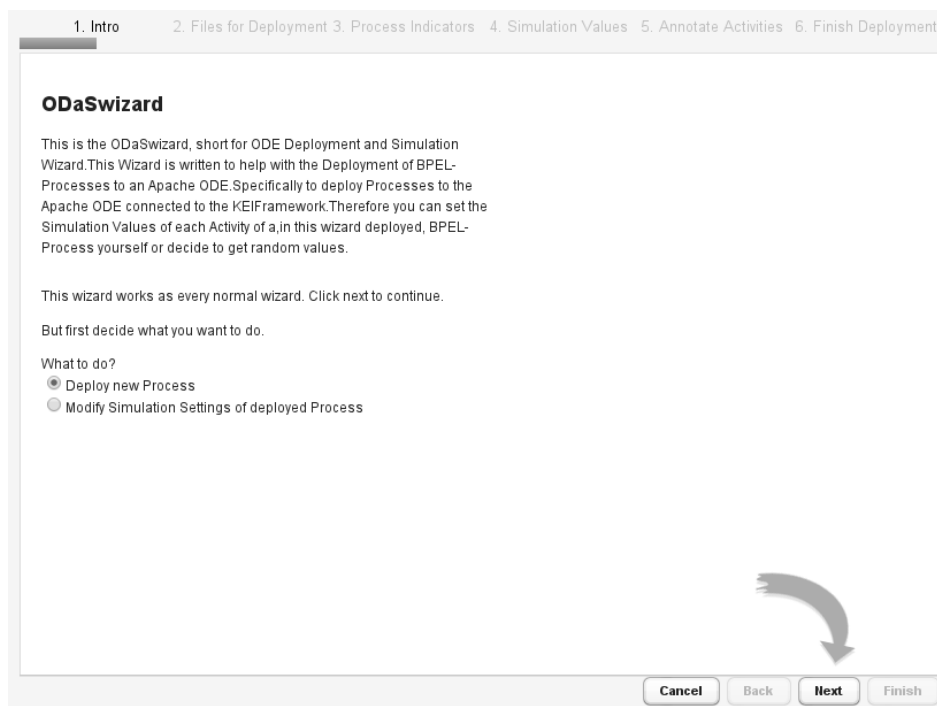 1. Intro 2. Files for Deployment 3. Process Indicators 4. Simulation Values 5. Annotate Activities 6. Finish Deployment
ODaSwizard
This is the ODaSwizard, short for ODE Deployment and Simulation
Wizard.This Wizard is written to help with the Deployment of BPEL-
Processes to an Apache ODE.Specifically to deploy Processes to the
Apache ODE connected to the KEIFramework.Therefore you can set the
Simulation Values of each Activity of a,in this wizard deployed, BPEL-
Process yourself or decide to get random values.
This wizard works as every normal wizard. Click next to continue.
But first decide what you want to do.
What to do?
Deploy new Process
Modify Simulation Settings of deployed Process
Cancel Back Next Finish